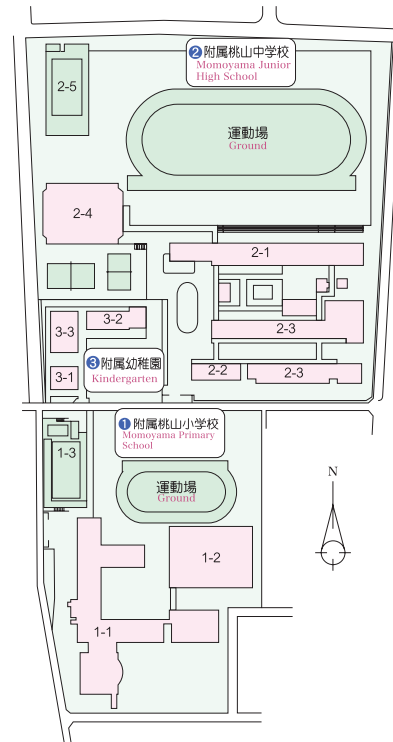 ❷附属桃山中学校
Momoyama Junior
High School
2-5
運動場
Ground
2-4
2-1
3-2
3-3
2-3
❸附属幼稚園
Kindergarten
3-1
2-2
2-3
❶附属桃山小学校
Momoyama Primary
School
1-3
運動場
Ground
N
1-2
1-1